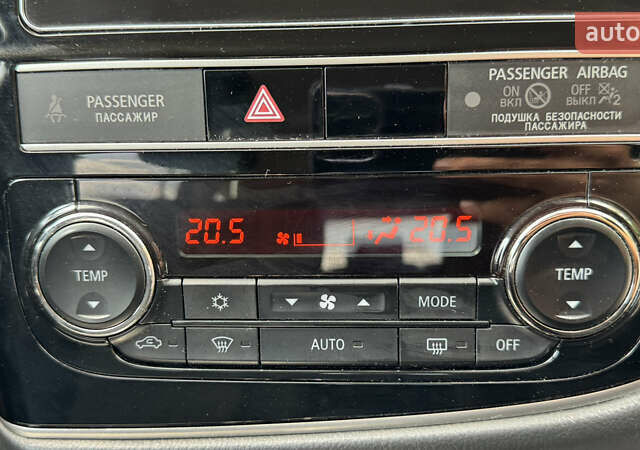 auto
PASSENGER
ПАССАЖИР
PASSENGER AIRBAG
ON OFF
ВКЛ ВЫКЛ 2
ПОДУШКА БЕЗОПАСНОСТИ
ПАССАЖИРА
20.5 20.5
TEMP
TEMP
MODE
AUTO
OFF